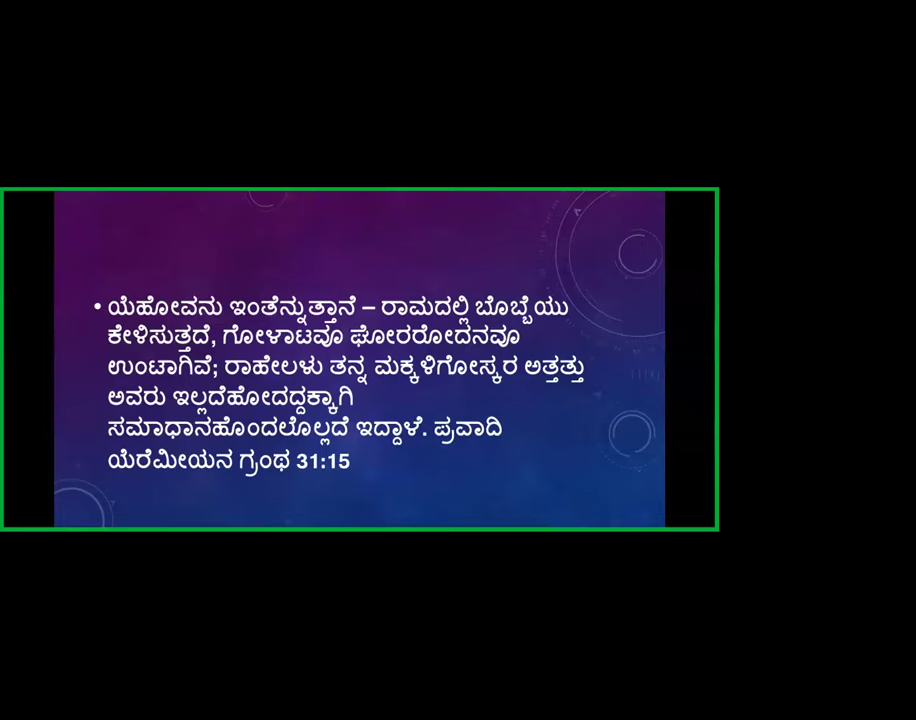 • ಯೆಹೋವನು ಇಂತೆನ್ನುತ್ತಾನೆ – ರಾಮದಲ್ಲಿ ಬೊಬ್ಬೆಯು
ಕೇಳಿಸುತ್ತದೆ, ಗೋಳಾಟವೂ ಘೋರರೋದನವೂ
ಉಂಟಾಗಿವೆ; ರಾಹೇಲಳು ತನ್ನ ಮಕ್ಕಳಿಗೋಸ್ಕರ ಅತ್ತತ್ತು
ಅವರು ಇಲ್ಲದೆಹೋದದ್ದಕ್ಕಾಗಿ
ಸಮಾಧಾನಹೊಂದಲೊಲ್ಲದೆ ಇದ್ದಾಳೆ. ಪ್ರವಾದಿ
ಯೆರೆಮೀಯನ ಗ್ರಂಥ 31:15